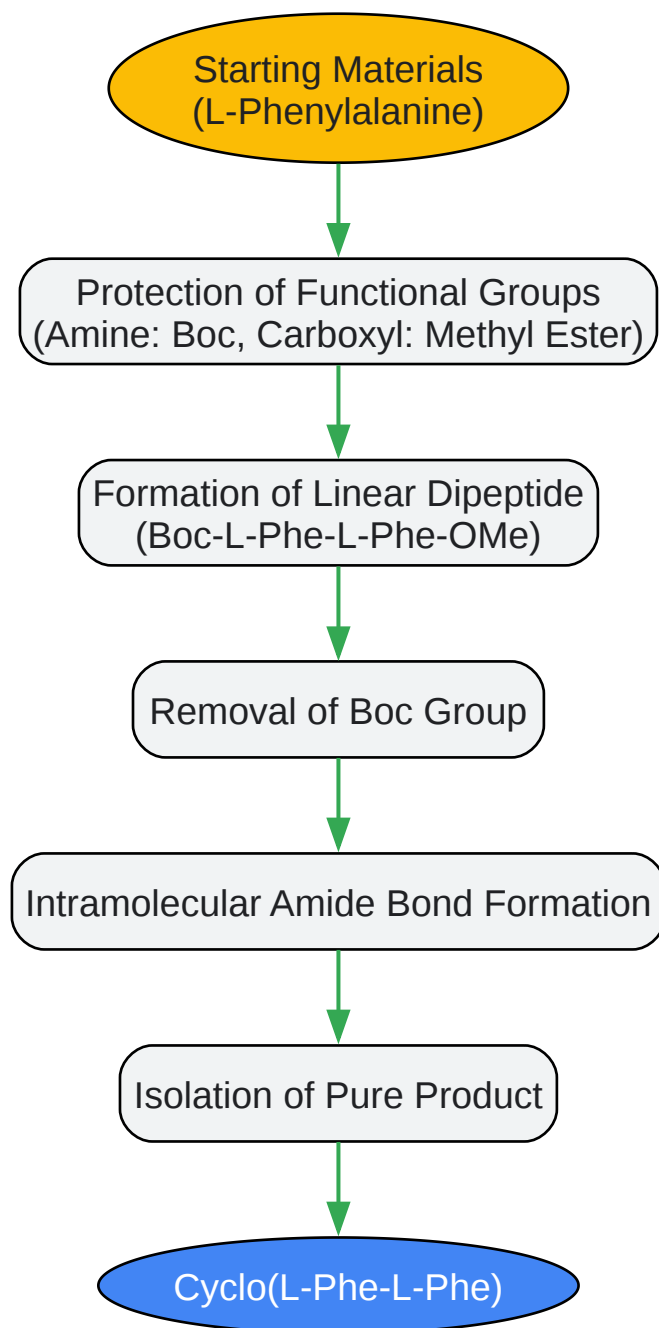 Starting Materials
(L-Phenylalanine)
Protection of Functional Groups
(Amine: Boc, Carboxyl: Methyl Ester)
Formation of Linear Dipeptide
(Boc-L-Phe-L-Phe-OMe)
Removal of Boc Group
Intramolecular Amide Bond Formation
Isolation of Pure Product
Cyclo(L-Phe-L-Phe)